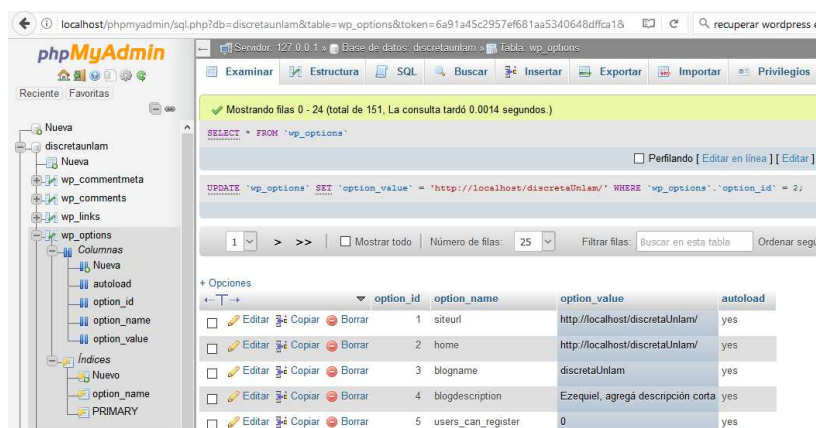 localhost/phpmyadmin/sql.php?db=discretaunlam&table=wp_options&token=6a91a45c2957ef681aa5340648dffca18
recuperar wordpress e
phpMyAdmin
Reciente Favoritas
Nueva
discretaunlam
Nueva
wp_commentmeta
wp_comments
wp_links
wp_options
Columnas
Nueva
autoload
option_id
option_name
option_value
Índices
Nuevo
option_name
PRIMARY
Servidor: 127.0.0.1 » Base de datos: discretaunlam » Tabla: wp_options
Examinar Estructura SQL Buscar Insertar Exportar Importar Privilegios
Mostrando filas 0 - 24 (total de 151, La consulta tardó 0.0014 segundos.)
SELECT * FROM `wp_options`
Perfilando [ Editar en línea ] [ Editar ]
UPDATE `wp_options` SET `option_value` = 'http://localhost/discretaUnlam/' WHERE `wp_options`.`option_id` = 2;
1 > >> Mostrar todo Número de filas: 25 Filtrar filas: Buscar en esta tabla Ordenar segú
+ Opciones
←T→ option_id option_name option_value autoload
Editar Copiar Borrar 1 siteurl http://localhost/discretaUnlam/ yes
Editar Copiar Borrar 2 home http://localhost/discretaUnlam/ yes
Editar Copiar Borrar 3 blogname discretaUnlam yes
Editar Copiar Borrar 4 blogdescription Ezequiel, agregá descripción corta yes
Editar Copiar Borrar 5 users_can_register 0 yes